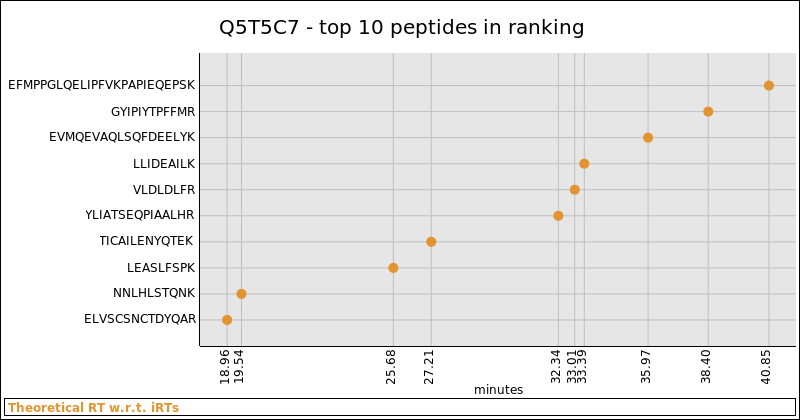 Q5T5C7 - top 10 peptides in ranking
EFMPPGLQELIPFVKPAPIEQEPSK
GYIPIYTPFFMR
EVMQEVAQLSQFDEELYK
LLIDEAILK
VLDLDLFR
YLIATSEQPIAALHR
TICAILENYQTEK
LEASLFSPK
NNLHLSTQNK
ELVSCSNCTDYQAR
18.96 19.54 25.68 27.21 32.34 33.01 33.39 35.97 38.40 40.85
minutes
Theoretical RT w.r.t. iRTs